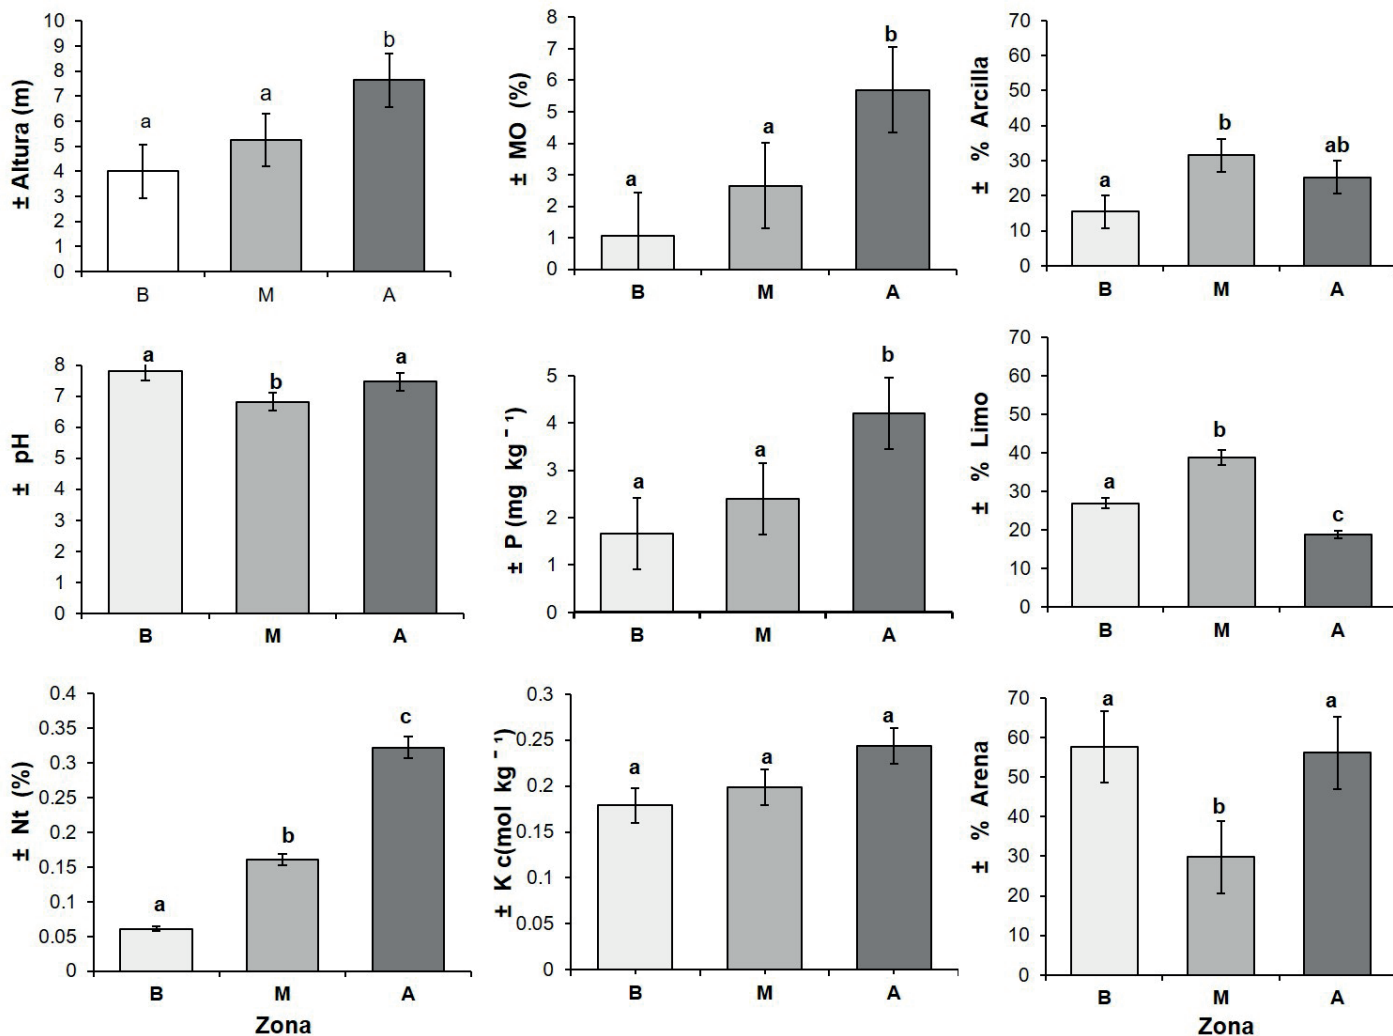 ± Altura (m)
10
9
8
7
6
5
4
3
2
1
0
a
a
b
B M A
± MO (%)
8
7
6
5
4
3
2
1
0
a
a
b
B M A
± % Arcilla
70
60
50
40
30
20
10
0
a
b
ab
B M A
± pH
8
7
6
5
4
3
2
1
0
a
b
a
B M A
± P (mg kg⁻¹)
5
4
3
2
1
0
a
a
b
B M A
± % Limo
70
60
50
40
30
20
10
0
a
b
c
B M A
± Nt (%)
0.4
0.35
0.3
0.25
0.2
0.15
0.1
0.05
0
a
b
c
B M A
Zona
± K c(mol kg⁻¹)
0.3
0.25
0.2
0.15
0.1
0.05
0
a
a
a
B M A
± % Arena
70
60
50
40
30
20
10
0
a
b
a
B M A
Zona